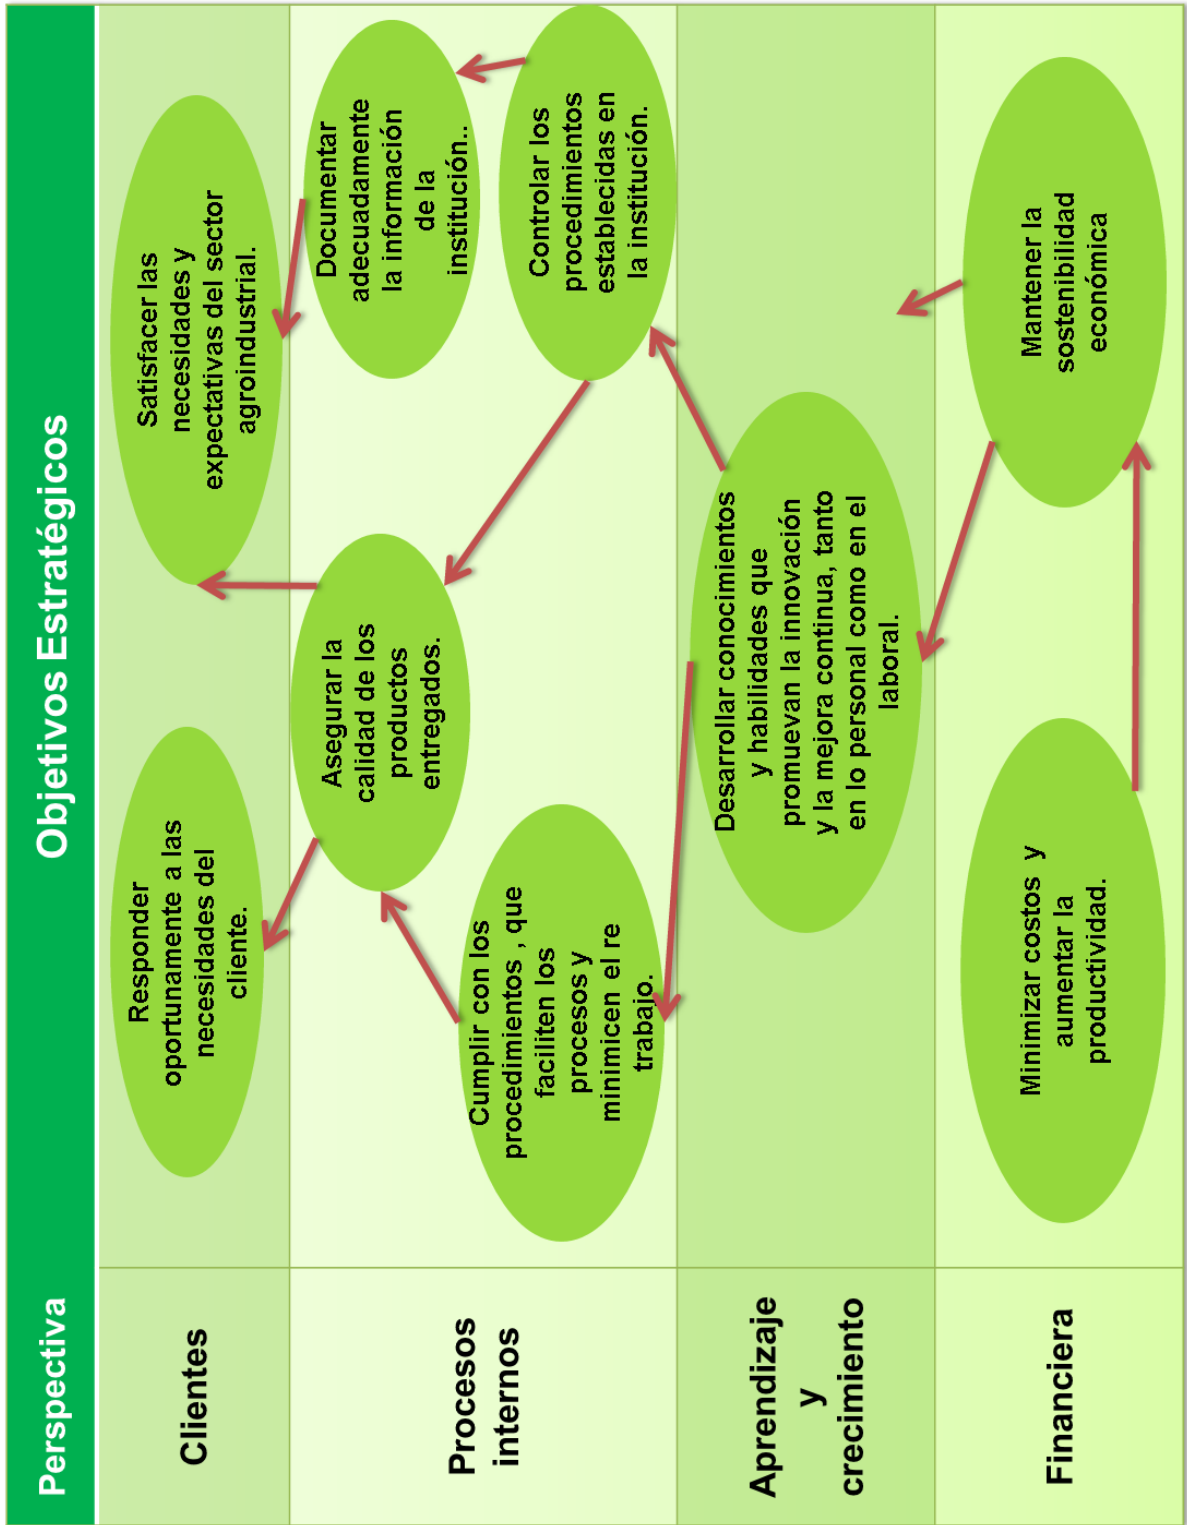 Perspectiva
Objetivos Estratégicos
Clientes
Responder
oportunamente a las
necesidades del
cliente.
Satisfacer las
necesidades y
expectativas del sector
agroindustrial.
Procesos
internos
Asegurar la
calidad de los
productos
entregados.
Documentar
adecuadamente
la información
de la
institución..
Cumplir con los
procedimientos , que
faciliten los
procesos y
minimicen el re
trabajo.
Controlar los
procedimientos
establecidas en
la institución.
Aprendizaje
y
crecimiento
Desarrollar conocimientos
y habilidades que
promuevan la innovación
y la mejora continua, tanto
en lo personal como en el
laboral.
Financiera
Minimizar costos y
aumentar la
productividad.
Mantener la
sostenibilidad
económica